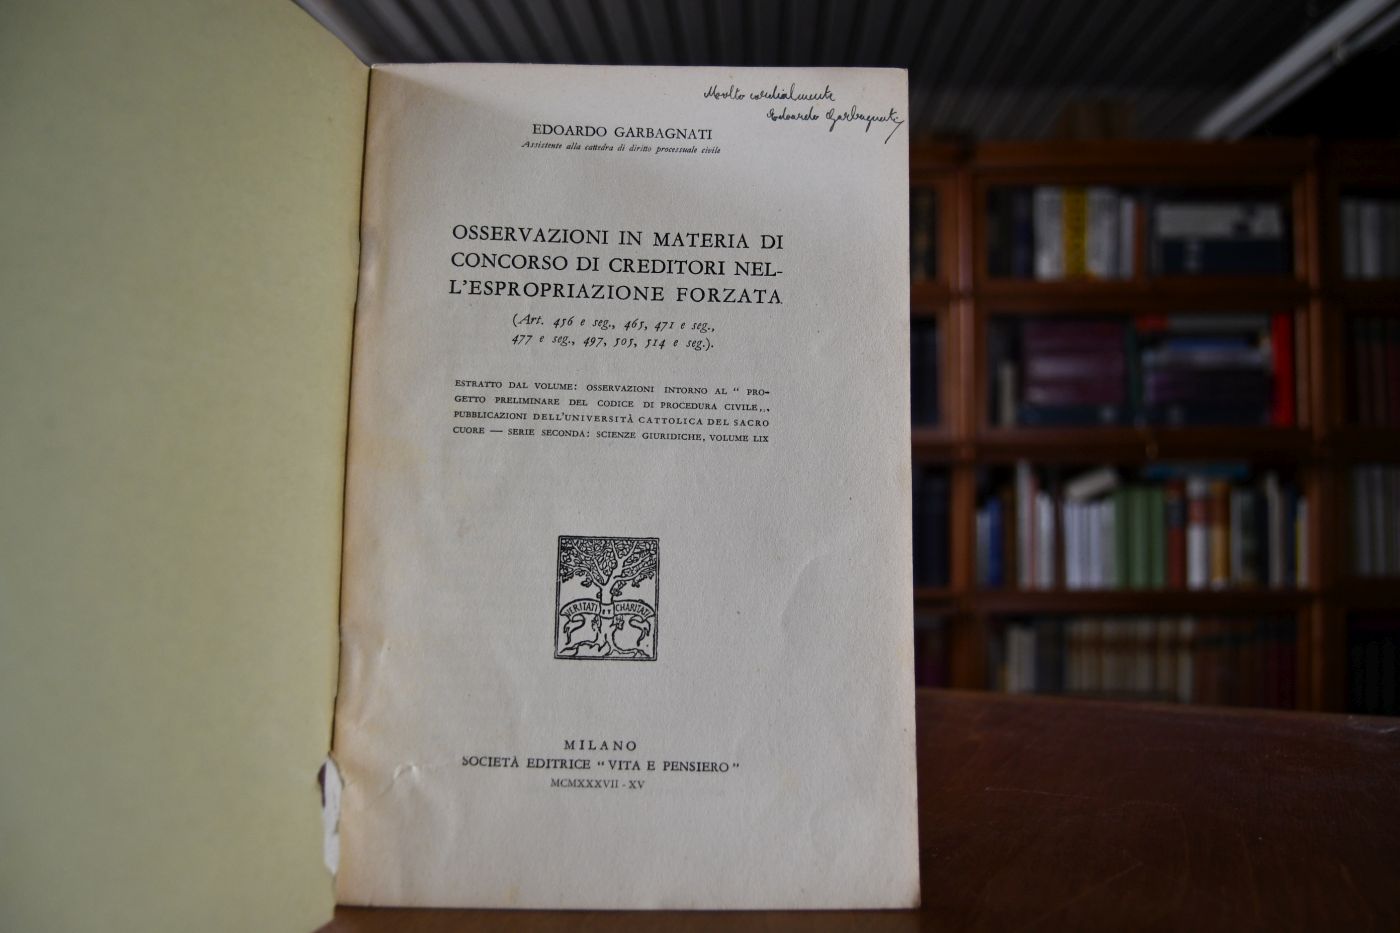 Molto cordialmente
Edoardo Garbagnati
EDOARDO GARBAGNATI
Assistente alla cattedra di diritto processuale civile
OSSERVAZIONI IN MATERIA DI
CONCORSO DI CREDITORI NEL-
L'ESPROPRIAZIONE FORZATA
(Art. 456 e seg., 465, 471 e seg.,
477 e seg., 497, 505, 514 e seg.).
ESTRATTO DAL VOLUME: OSSERVAZIONI INTORNO AL " PRO-
GETTO PRELIMINARE DEL CODICE DI PROCEDURA CIVILE,,,
PUBBLICAZIONI DELL'UNIVERSITÀ CATTOLICA DEL SACRO
CUORE — SERIE SECONDA: SCIENZE GIURIDICHE, VOLUME LIX
VERITATI ET CHARITATI
MILANO
SOCIETÀ EDITRICE "VITA E PENSIERO"
MCMXXXVII - XV